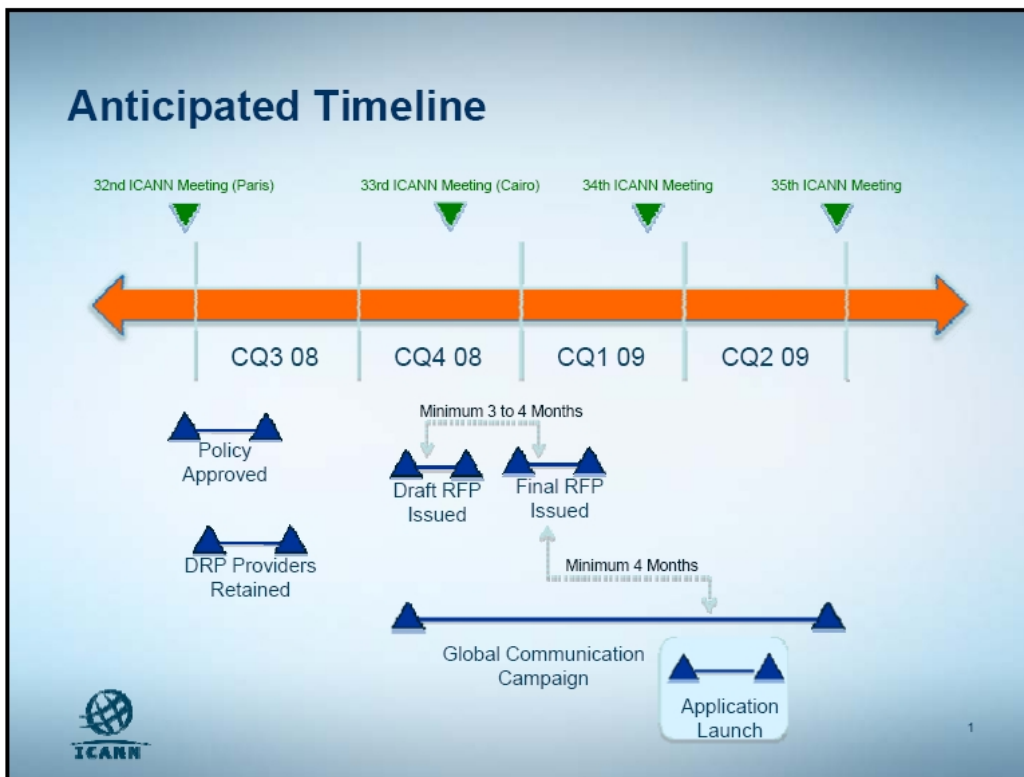 Anticipated Timeline
32nd ICANN Meeting (Paris)
33rd ICANN Meeting (Cairo)
34th ICANN Meeting
35th ICANN Meeting
CQ3 08
CQ4 08
CQ1 09
CQ2 09
Minimum 3 to 4 Months
Policy
Approved
Draft RFP
Issued
Final RFP
Issued
DRP Providers
Retained
Minimum 4 Months
Global Communication
Campaign
Application
Launch
ICANN
1